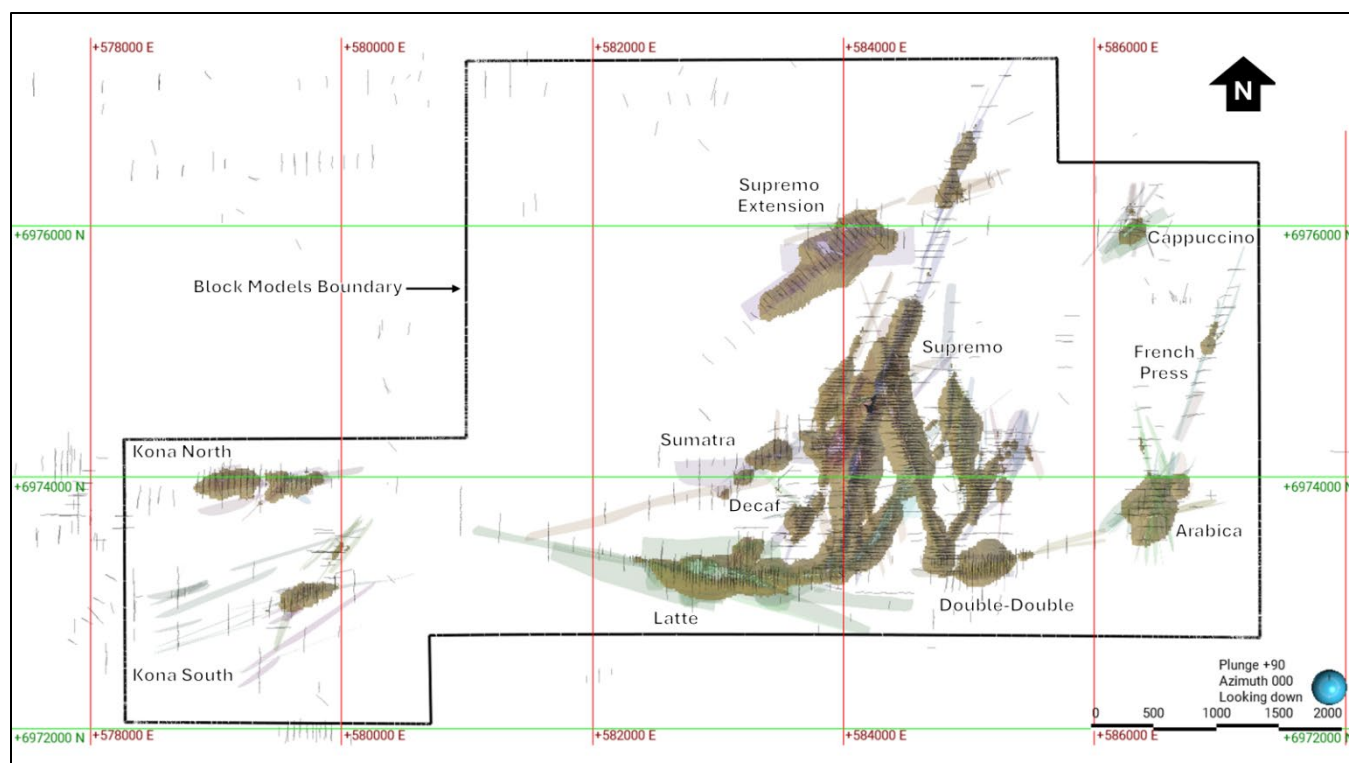 +578000 E
+580000 E
+582000 E
+584000 E
+586000 E
N
Supremo
Extension
+6976000 N
+6976000 N
Cappuccino
Block Models Boundary
Supremo
French
Press
Kona North
Sumatra
+6974000 N
+6974000 N
Decaf
Arabica
Double-Double
Latte
Kona South
Plunge +90
Azimuth 000
Looking down
0 500 1000 1500 2000
+6972000 N
+6972000 N
+578000 E
+580000 E
+582000 E
+584000 E
+586000 E